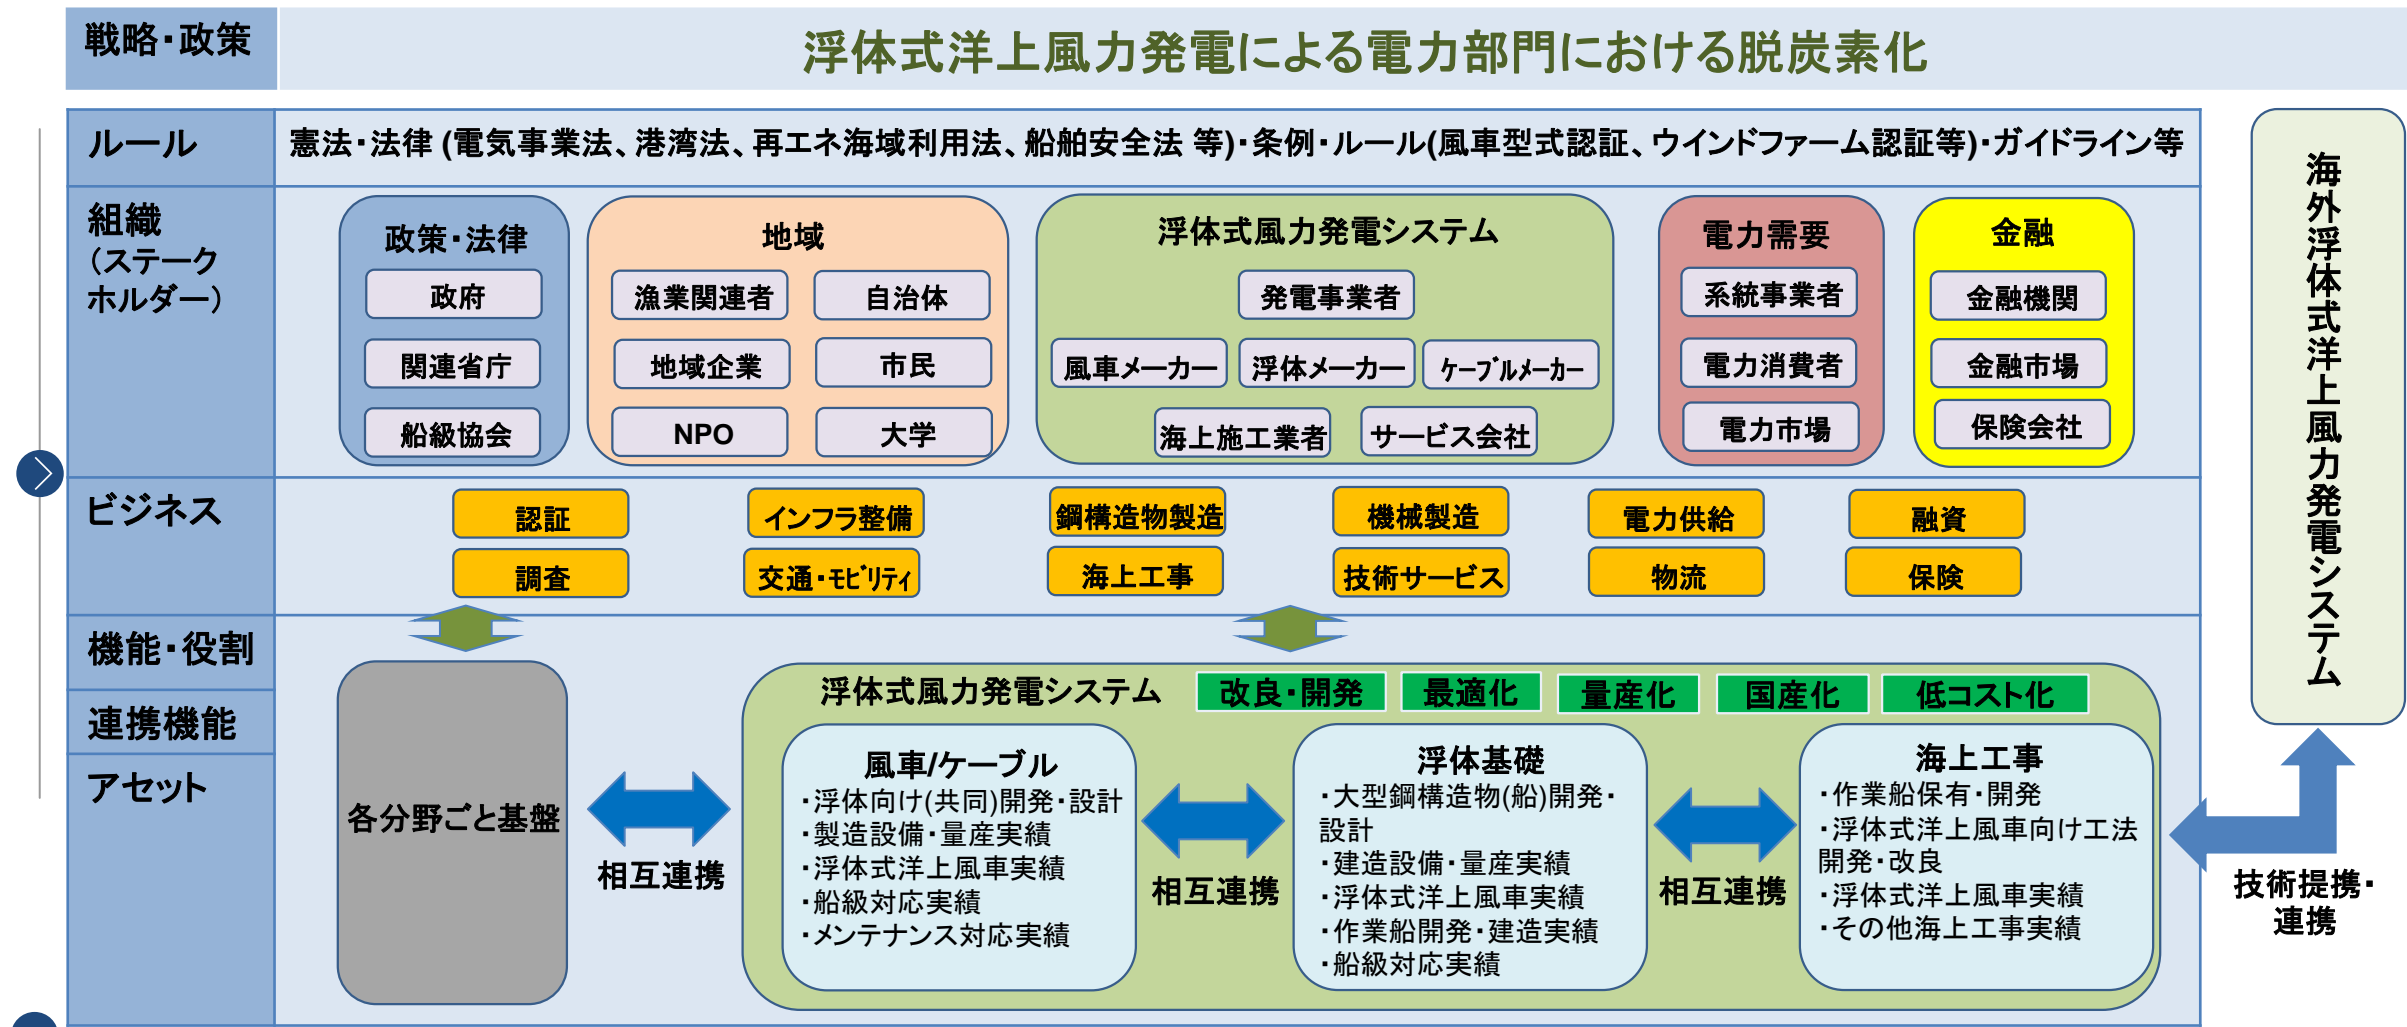 戦略・政策
浮体式洋上風力発電による電力部門における脱炭素化
ルール
憲法・法律 (電気事業法、港湾法、再エネ海域利用法、船舶安全法 等)・条例・ルール(風車型式認証、ウインドファーム認証等)・ガイドライン等
組織
（ステーク
ホルダー）
政策・法律
政府
関連省庁
船級協会
地域
漁業関連者
自治体
地域企業
市民
NPO
大学
浮体式風力発電システム
発電事業者
風車メーカー
浮体メーカー
ｹｰﾌﾞﾙﾒｰｶｰ
海上施工業者
サービス会社
電力需要
系統事業者
電力消費者
電力市場
金融
金融機関
金融市場
保険会社
ビジネス
認証
インフラ整備
鋼構造物製造
機械製造
電力供給
融資
調査
交通・ﾓﾋﾞﾘﾃｨ
海上工事
技術サービス
物流
保険
機能・役割
連携機能
アセット
各分野ごと基盤
相互連携
浮体式風力発電システム
改良・開発
最適化
量産化
国産化
低コスト化
風車/ケーブル
・浮体向け(共同)開発・設計
・製造設備・量産実績
・浮体式洋上風車実績
・船級対応実績
・メンテナンス対応実績
相互連携
浮体基礎
・大型鋼構造物(船)開発・
設計
・建造設備・量産実績
・浮体式洋上風車実績
・作業船開発・建造実績
・船級対応実績
相互連携
海上工事
・作業船保有・開発
・浮体式洋上風車向け工法
開発・改良
・浮体式洋上風車実績
・その他海上工事実績
海外浮体式洋上風力発電システム
技術提携・
連携